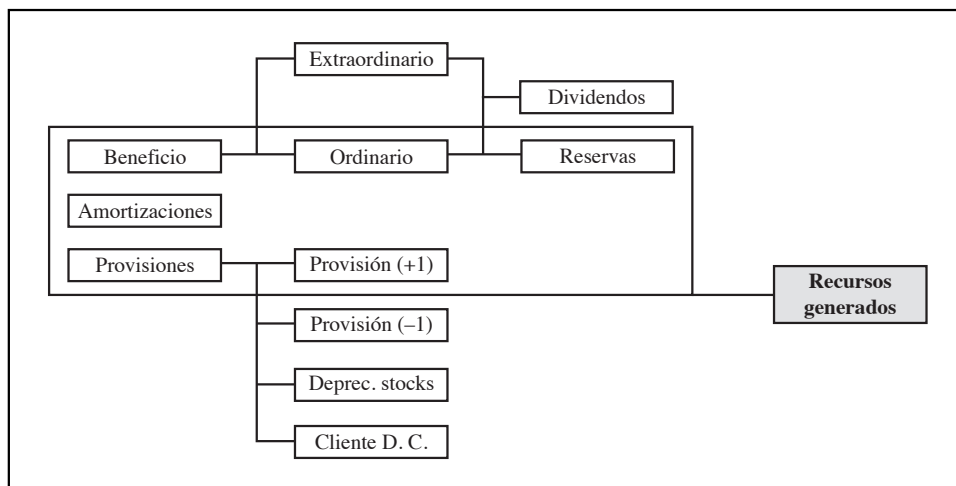 Extraordinario
Dividendos
Beneficio
Ordinario
Reservas
Amortizaciones
Provisiones
Provisión (+1)
Recursos
generados
Provisión (–1)
Deprec. stocks
Cliente D. C.